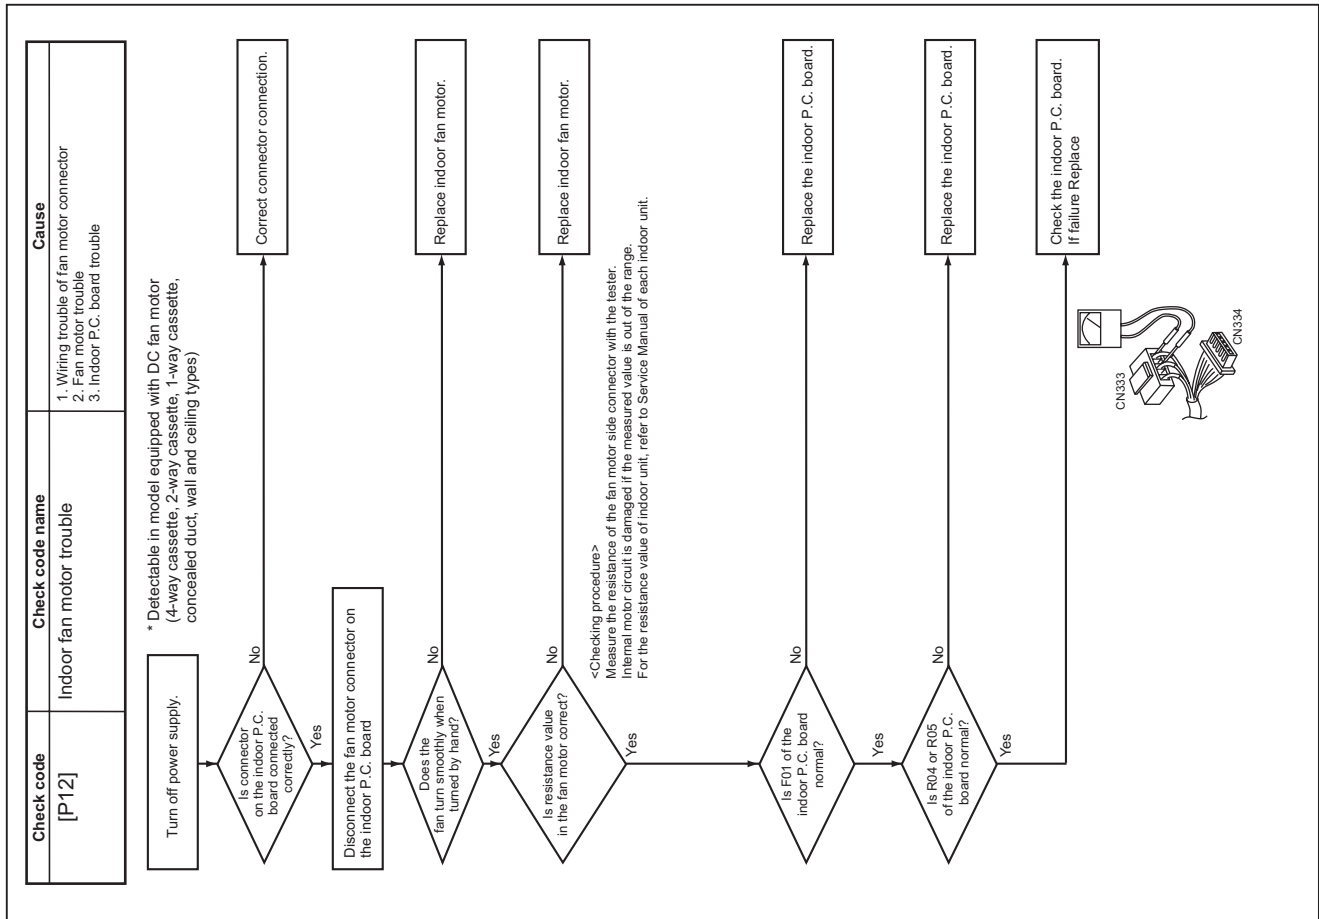 Check code
Check code name
Cause
[P12]
Indoor fan motor trouble
1. Wiring trouble of fan motor connector
2. Fan motor trouble
3. Indoor P.C. board trouble
Turn off power supply.
* Detectable in model equipped with DC fan motor
(4-way cassette, 2-way cassette, 1-way cassette,
concealed duct, wall and ceiling types)
Is connector
on the indoor P.C.
board connected
correctly?
No
Correct connector connection.
Yes
Disconnect the fan motor connector on
the indoor P.C. board
Does the
fan turn smoothly when
turned by hand?
No
Replace indoor fan motor.
Yes
Is resistance value
in the fan motor correct?
No
Replace indoor fan motor.
Yes
<Checking procedure>
Measure the resistance of the fan motor side connector with the tester.
Internal motor circuit is damaged if the measured value is out of the range.
For the resistance value of indoor unit, refer to Service Manual of each indoor unit.
Is F01 of the
indoor P.C. board
normal?
No
Replace the indoor P.C. board.
Yes
Is R04 or R05
of the indoor P.C.
board normal?
No
Replace the indoor P.C. board.
Yes
Check the indoor P.C. board.
If failure Replace
CN333
CN334